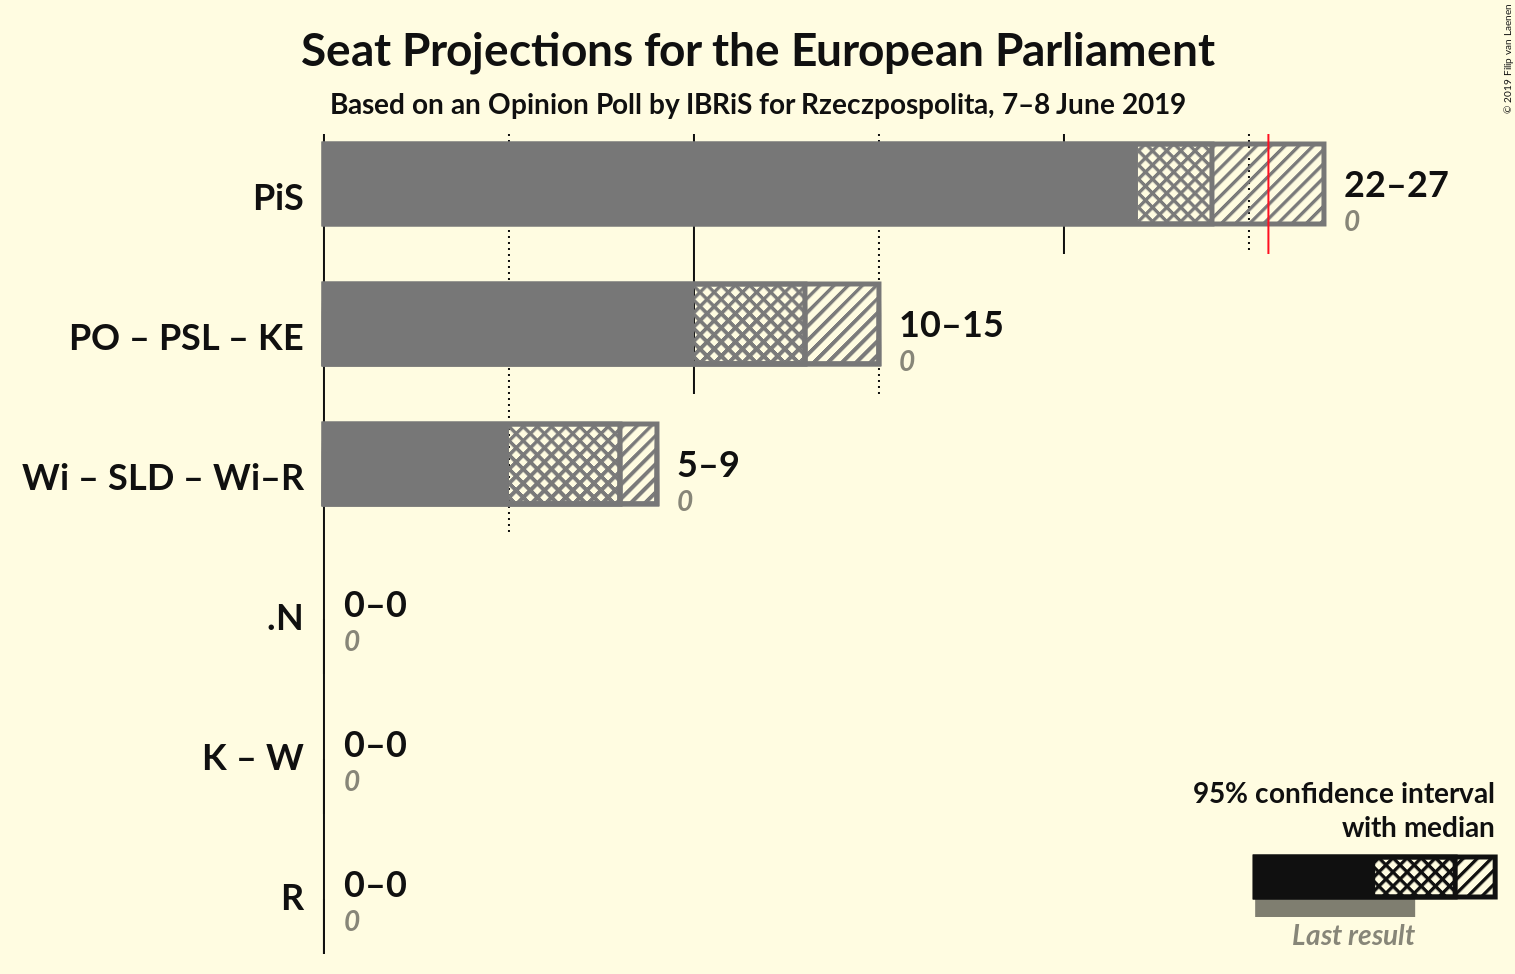 Seat Projections for the European Parliament
Based on an Opinion Poll by IBRiS for Rzeczpospolita, 7–8 June 2019
© 2019 Filip van Laenen
PiS
22–27
0
PO – PSL – KE
10–15
0
Wi – SLD – Wi–R
5–9
0
.N
0–0
0
K – W
0–0
0
R
0–0
0
95% confidence interval
with median
Last result